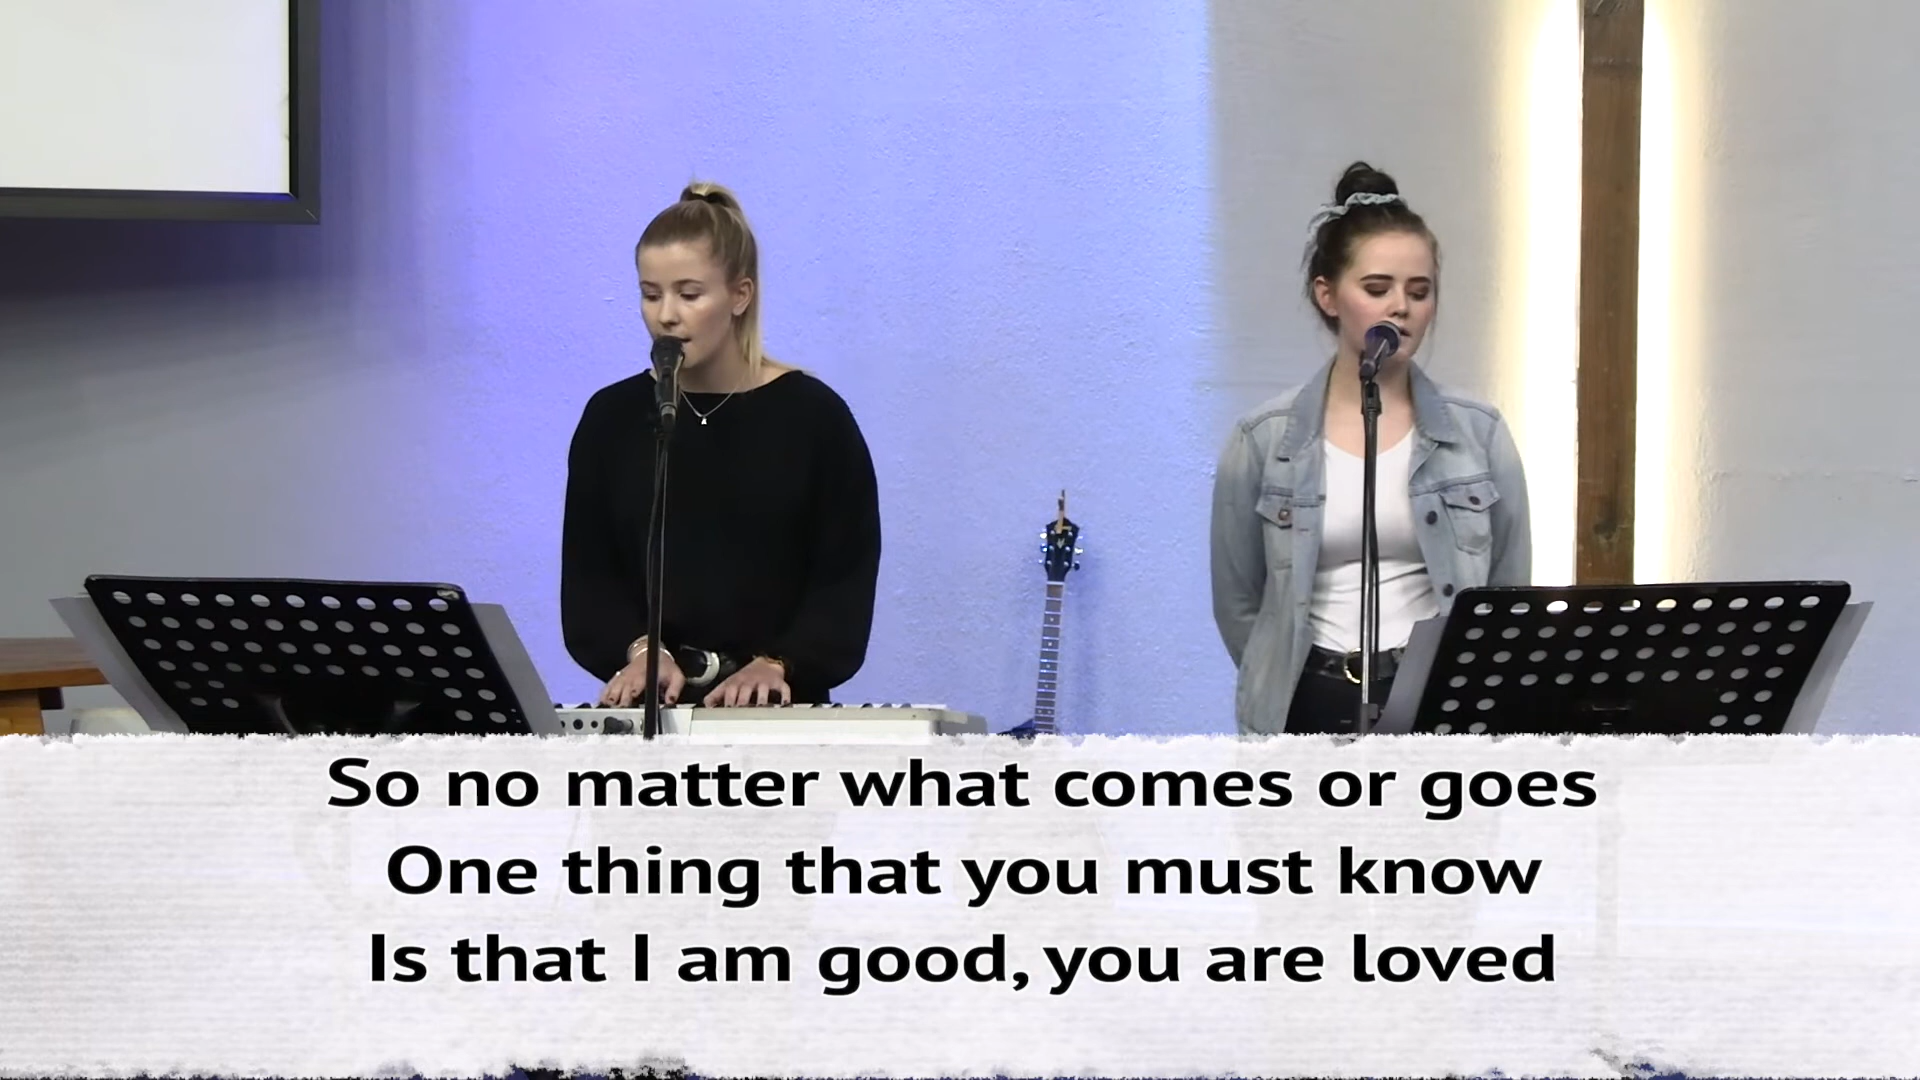 So no matter what comes or goes
One thing that you must know
Is that I am good, you are loved